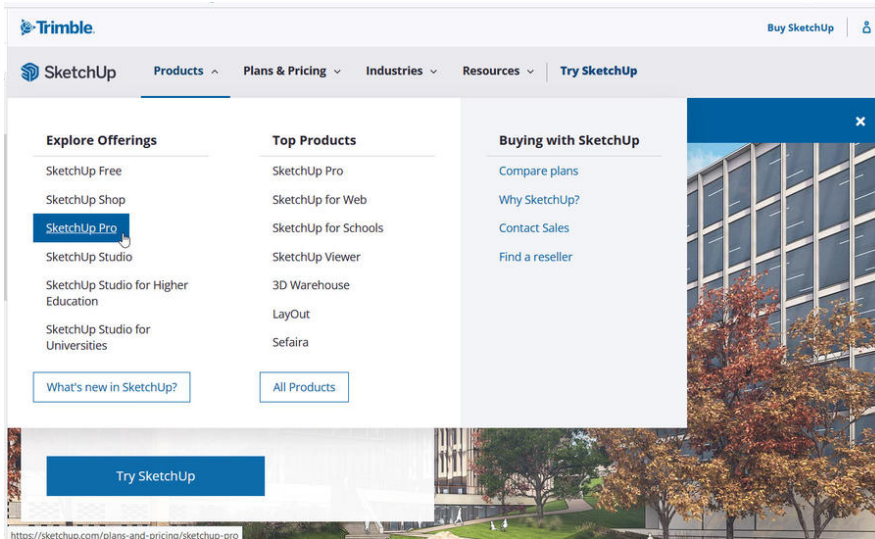 Trimble.
Buy SketchUp
SketchUp
Products
Plans & Pricing
Industries
Resources
Try SketchUp
Explore Offerings
SketchUp Free
SketchUp Shop
SketchUp Pro
SketchUp Studio
SketchUp Studio for Higher
Education
SketchUp Studio for
Universities
What's new in SketchUp?
Top Products
SketchUp Pro
SketchUp for Web
SketchUp for Schools
SketchUp Viewer
3D Warehouse
LayOut
Sefaira
All Products
Buying with SketchUp
Compare plans
Why SketchUp?
Contact Sales
Find a reseller
Try SketchUp
https://sketchup.com/plans-and-pricing/sketchup-pro